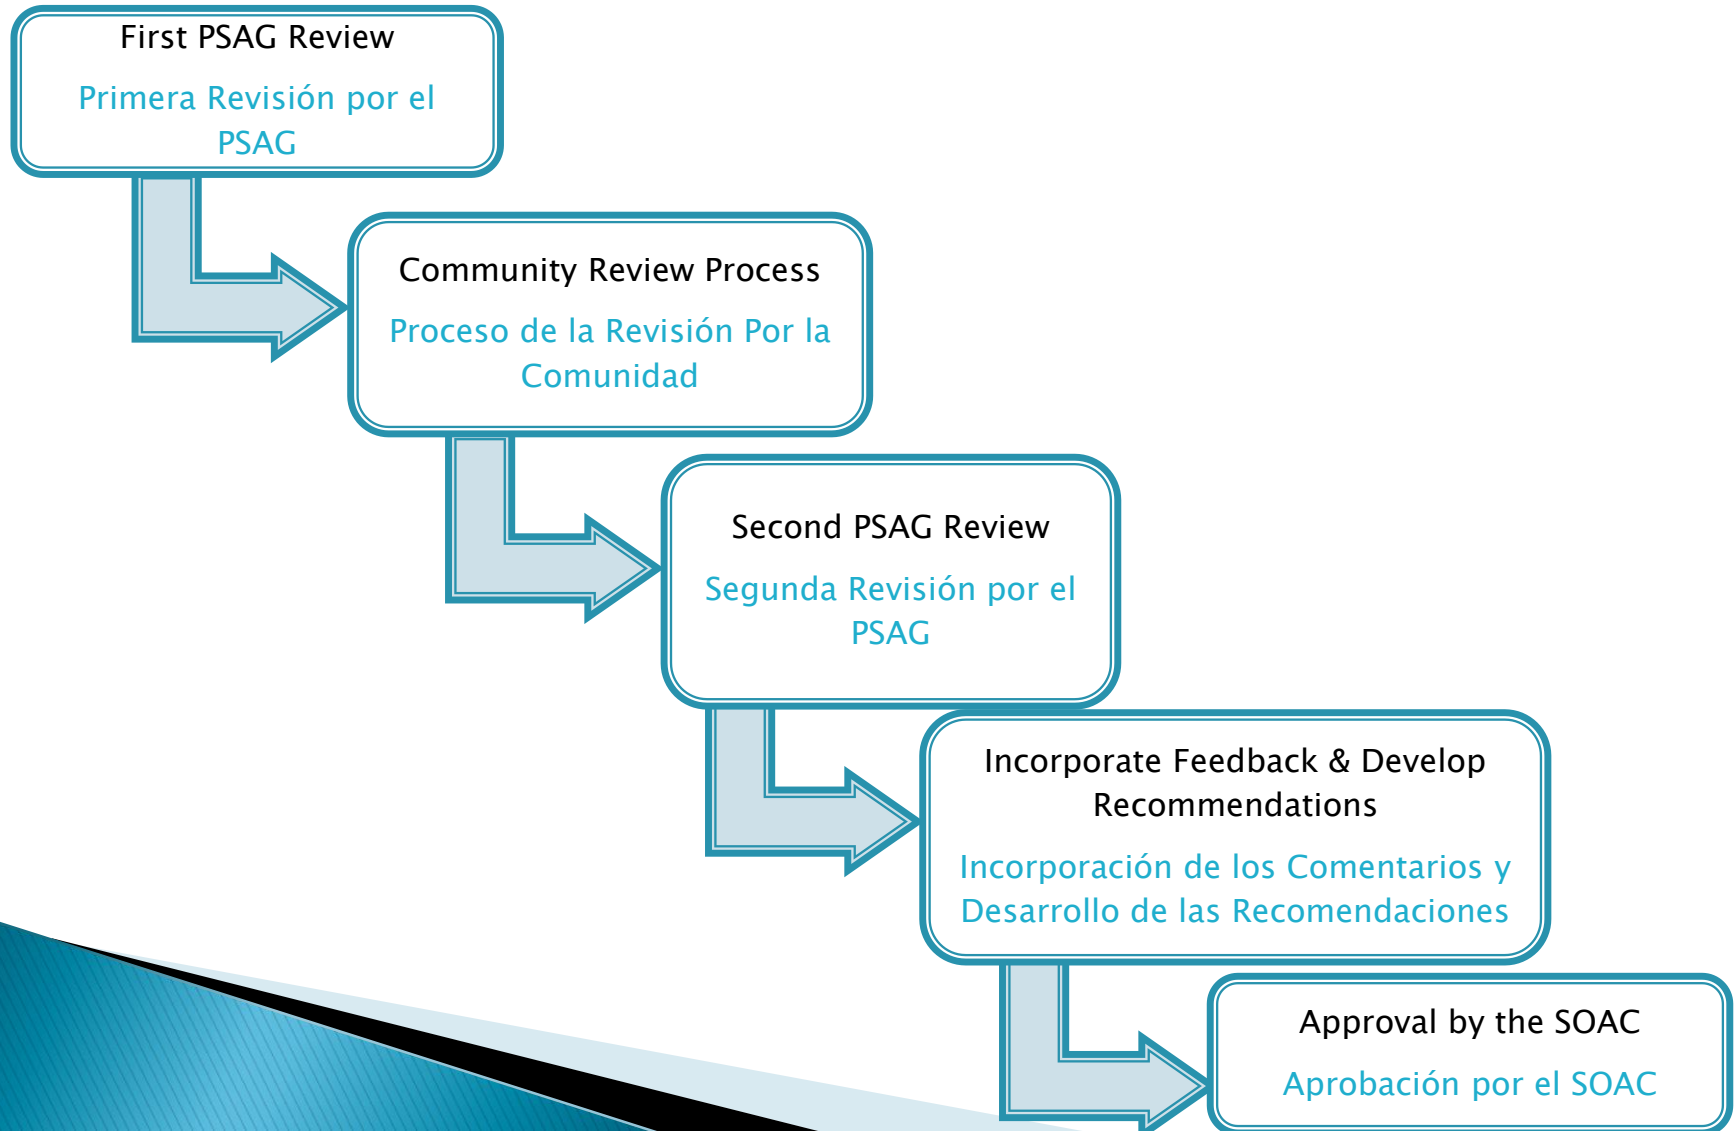 First PSAG Review
Primera Revisión por el
PSAG
Community Review Process
Proceso de la Revisión Por la
Comunidad
Second PSAG Review
Segunda Revisión por el
PSAG
Incorporate Feedback & Develop
Recommendations
Incorporación de los Comentarios y
Desarrollo de las Recomendaciones
Approval by the SOAC
Aprobación por el SOAC